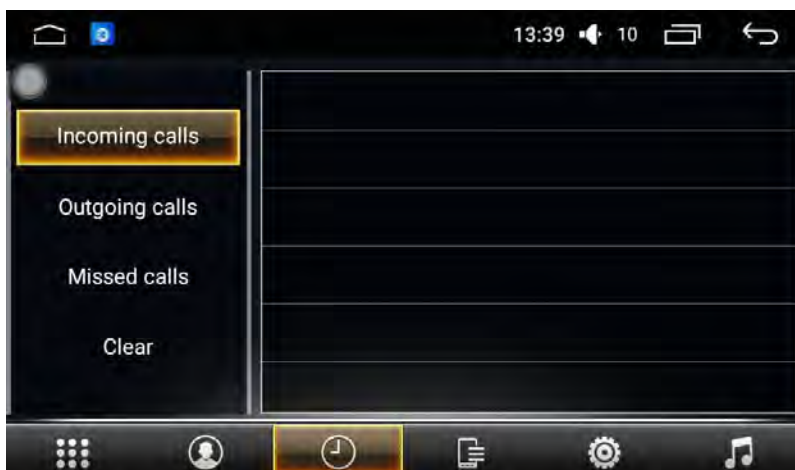 13:39 10
Incoming calls
Outgoing calls
Missed calls
Clear